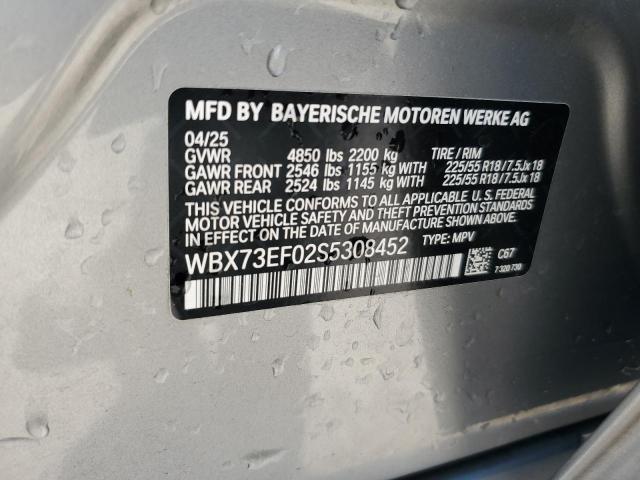 MFD BY BAYERISCHE MOTOREN WERKE AG
04/25
GVWR 4850 lbs 2200 kg TIRE / RIM
GAWR FRONT 2546 lbs 1155 kg WITH 225/55 R18 / 7.5Jx18
GAWR REAR 2524 lbs 1145 kg WITH 225/55 R18 / 7.5Jx18
THIS VEHICLE CONFORMS TO ALL APPLICABLE U. S. FEDERAL
MOTOR VEHICLE SAFETY AND THEFT PREVENTION STANDARDS
IN EFFECT ON THE DATE OF MANUFACTURE SHOWN ABOVE.
WBX73EF02S5308452 TYPE: MPV
C67
7 320 730